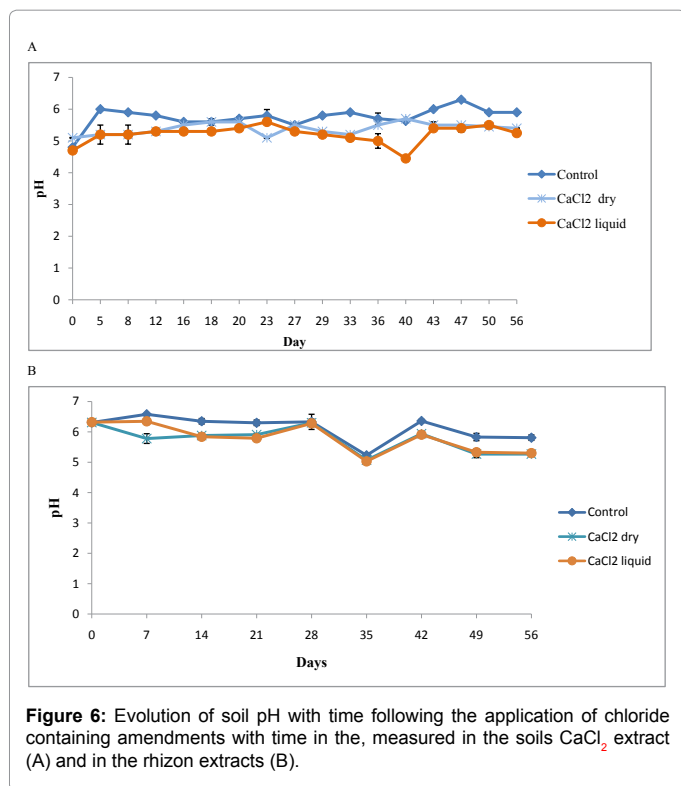 A
7
6
5
4
3
2
1
0
pH
0 5 8 12 16 18 20 23 27 29 33 36 40 43 47 50 56
Day
Control
CaCl2 dry
CaCl2 liquid
B
7
6
5
4
3
2
1
0
pH
0 7 14 21 28 35 42 49 56
Days
Control
CaCl2 dry
CaCl2 liquid
Figure 6: Evolution of soil pH with time following the application of chloride
containing amendments with time in the, measured in the soils CaCl₂ extract
(A) and in the rhizon extracts (B).